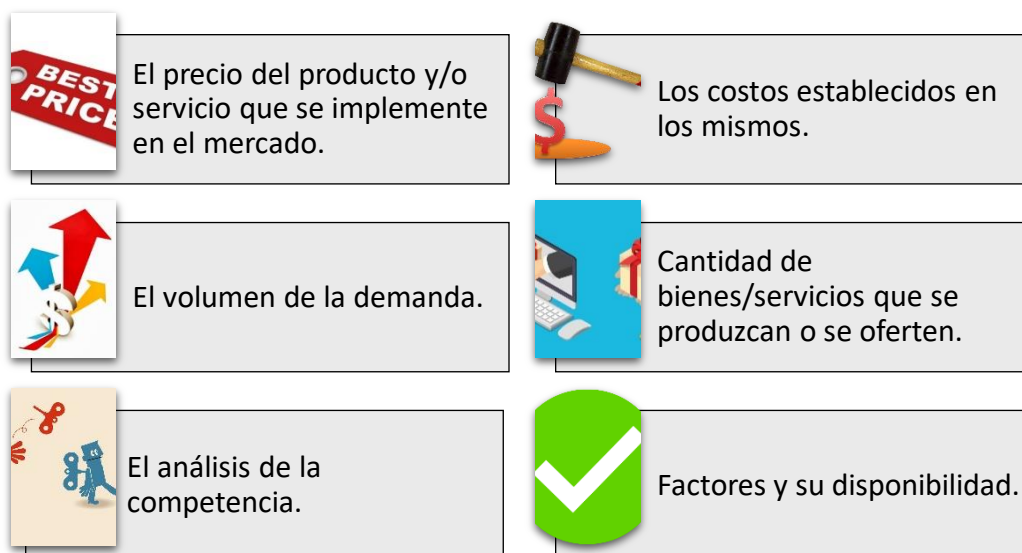 BEST
PRICE
El precio del producto y/o
servicio que se implemente
en el mercado.
$
Los costos establecidos en
los mismos.
$
El volumen de la demanda.
Cantidad de
bienes/servicios que se
produzcan o se oferten.
El análisis de la
competencia.
Factores y su disponibilidad.